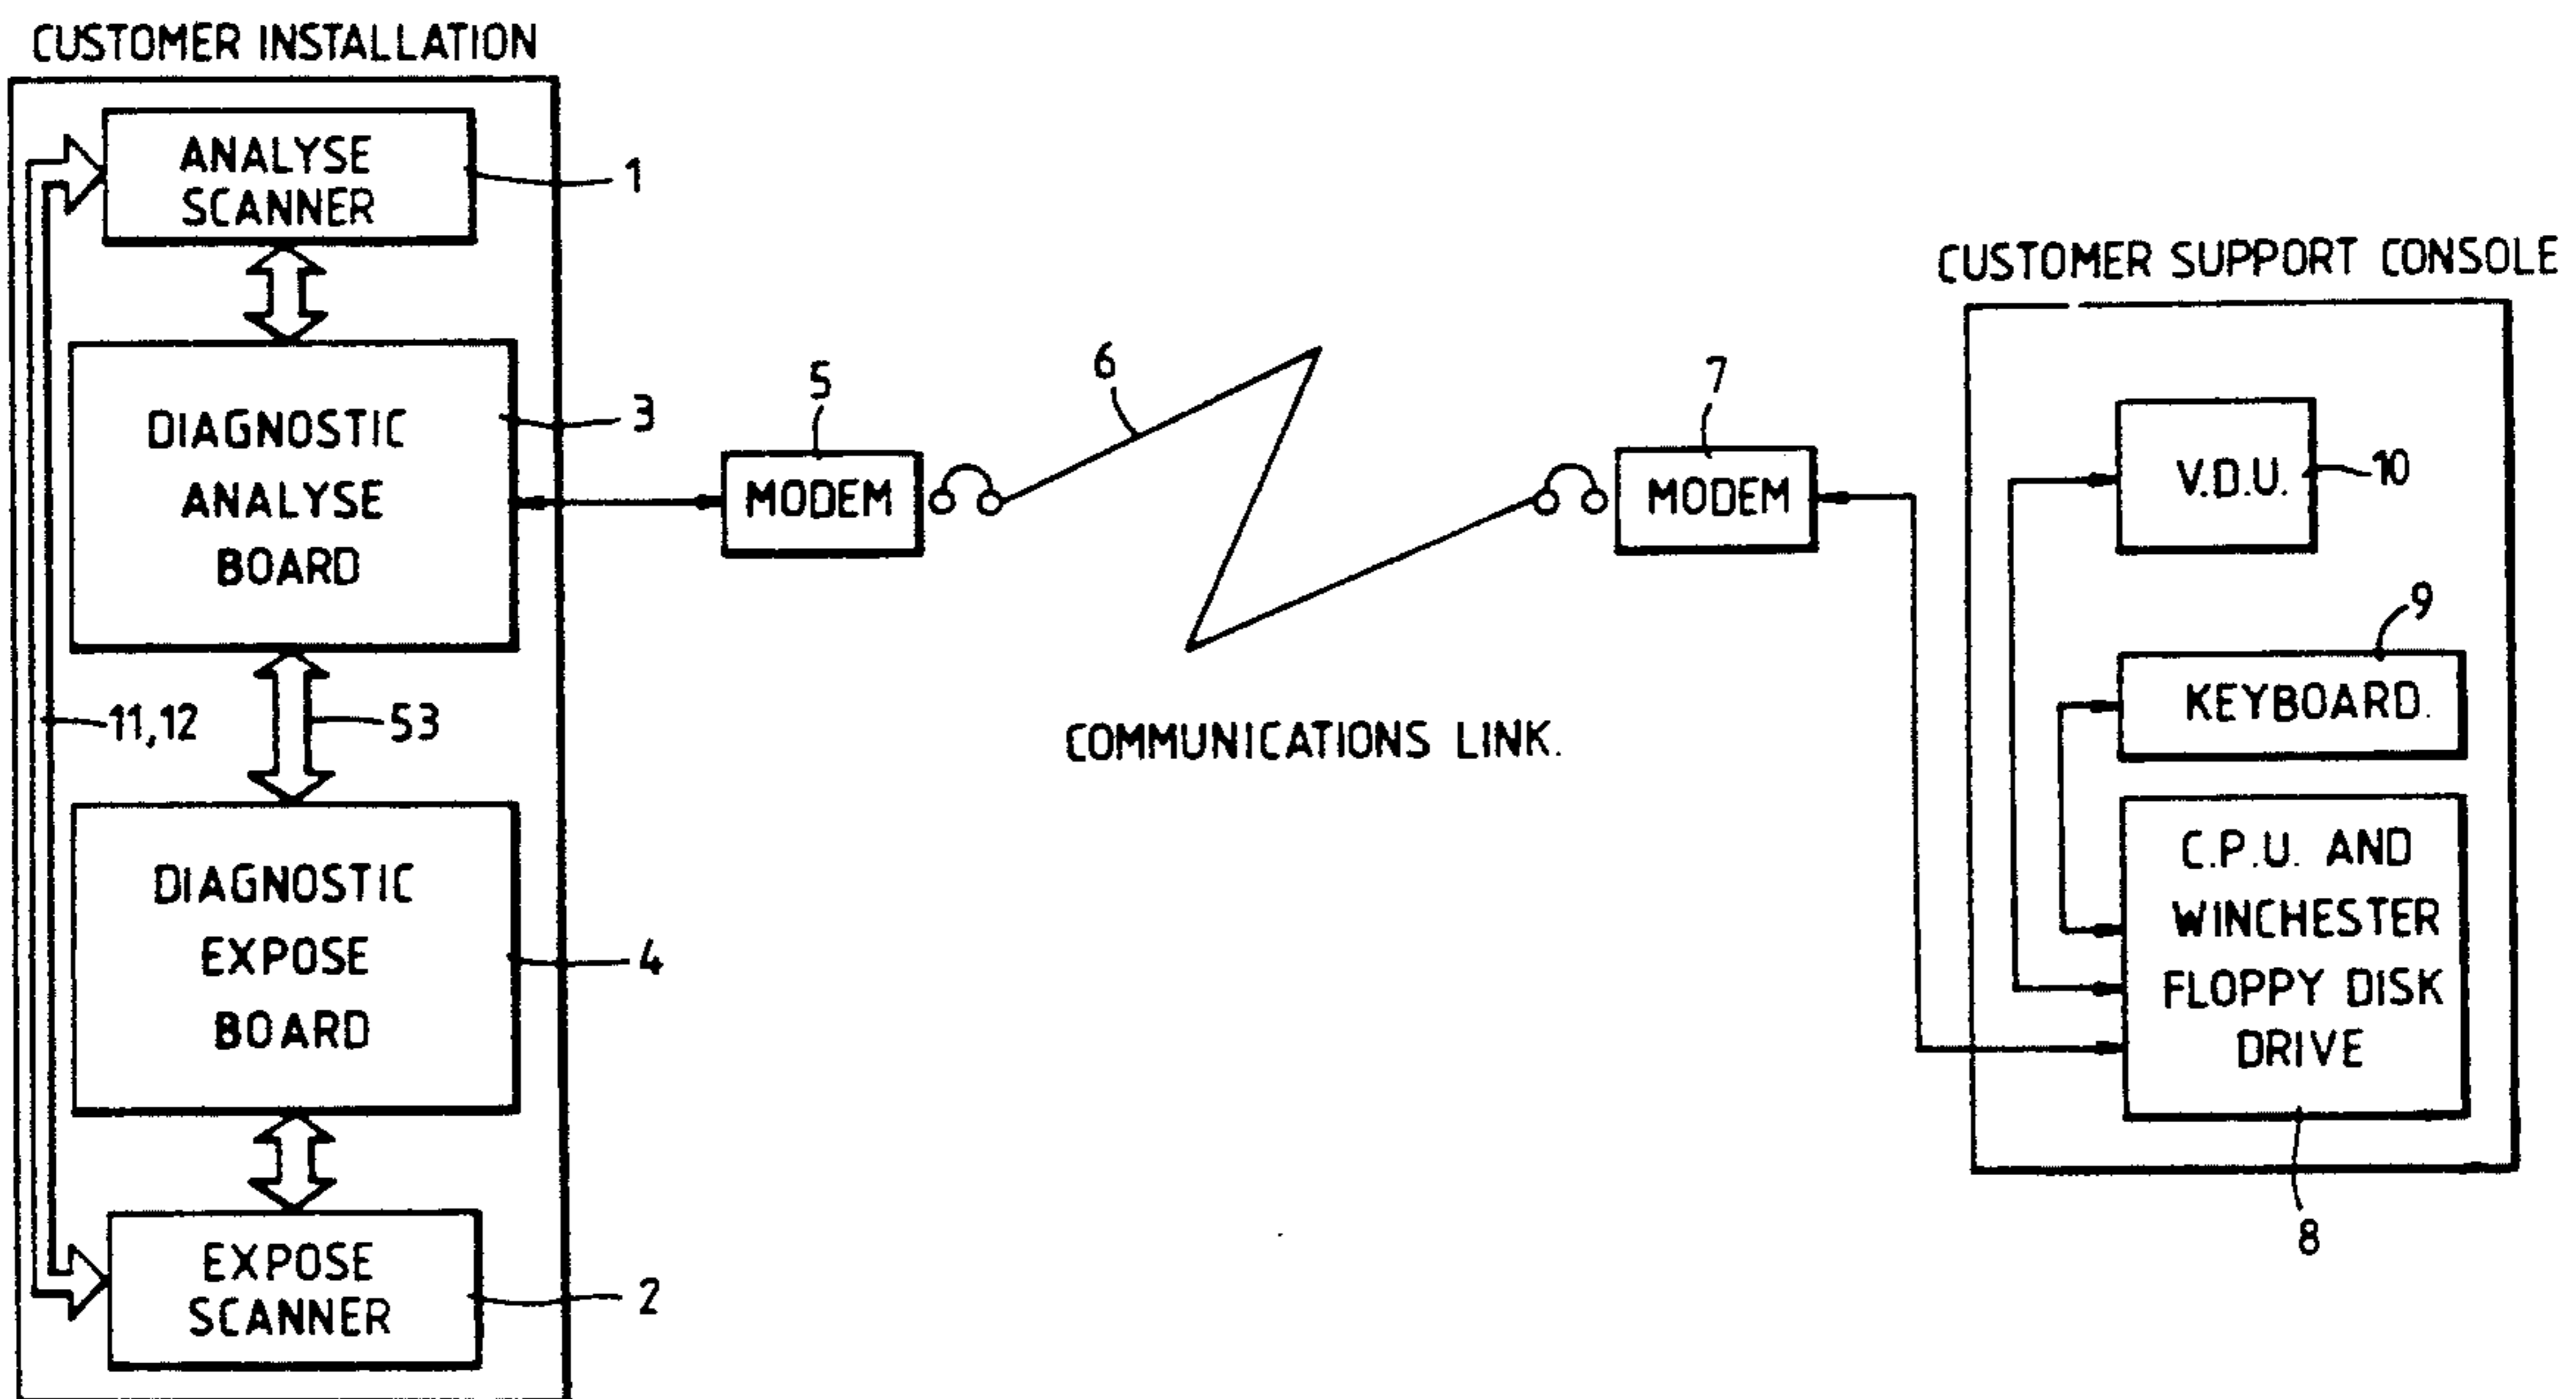 CUSTOMER INSTALLATION
ANALYSE
SCANNER
1
DIAGNOSTIC
ANALYSE
BOARD
3
11,12
53
DIAGNOSTIC
EXPOSE
BOARD
4
EXPOSE
SCANNER
2
5
MODEM
6
COMMUNICATIONS LINK.
7
MODEM
CUSTOMER SUPPORT CONSOLE
V.D.U.
10
9
KEYBOARD.
C.P.U. AND
WINCHESTER
FLOPPY DISK
DRIVE
8